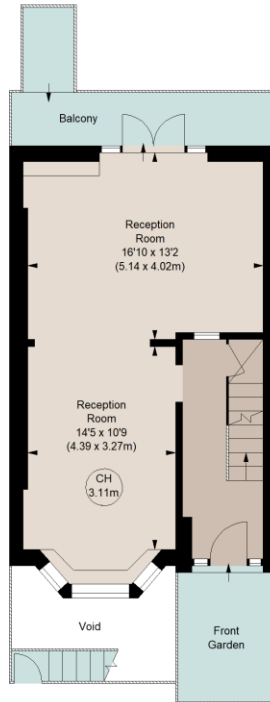 Balcony
Reception
Room
16'10 x 13'2
(5.14 x 4.02m)
Reception
Room
14'5 x 10'9
(4.39 x 3.27m)
CH
3.11m
Void
Front
Garden